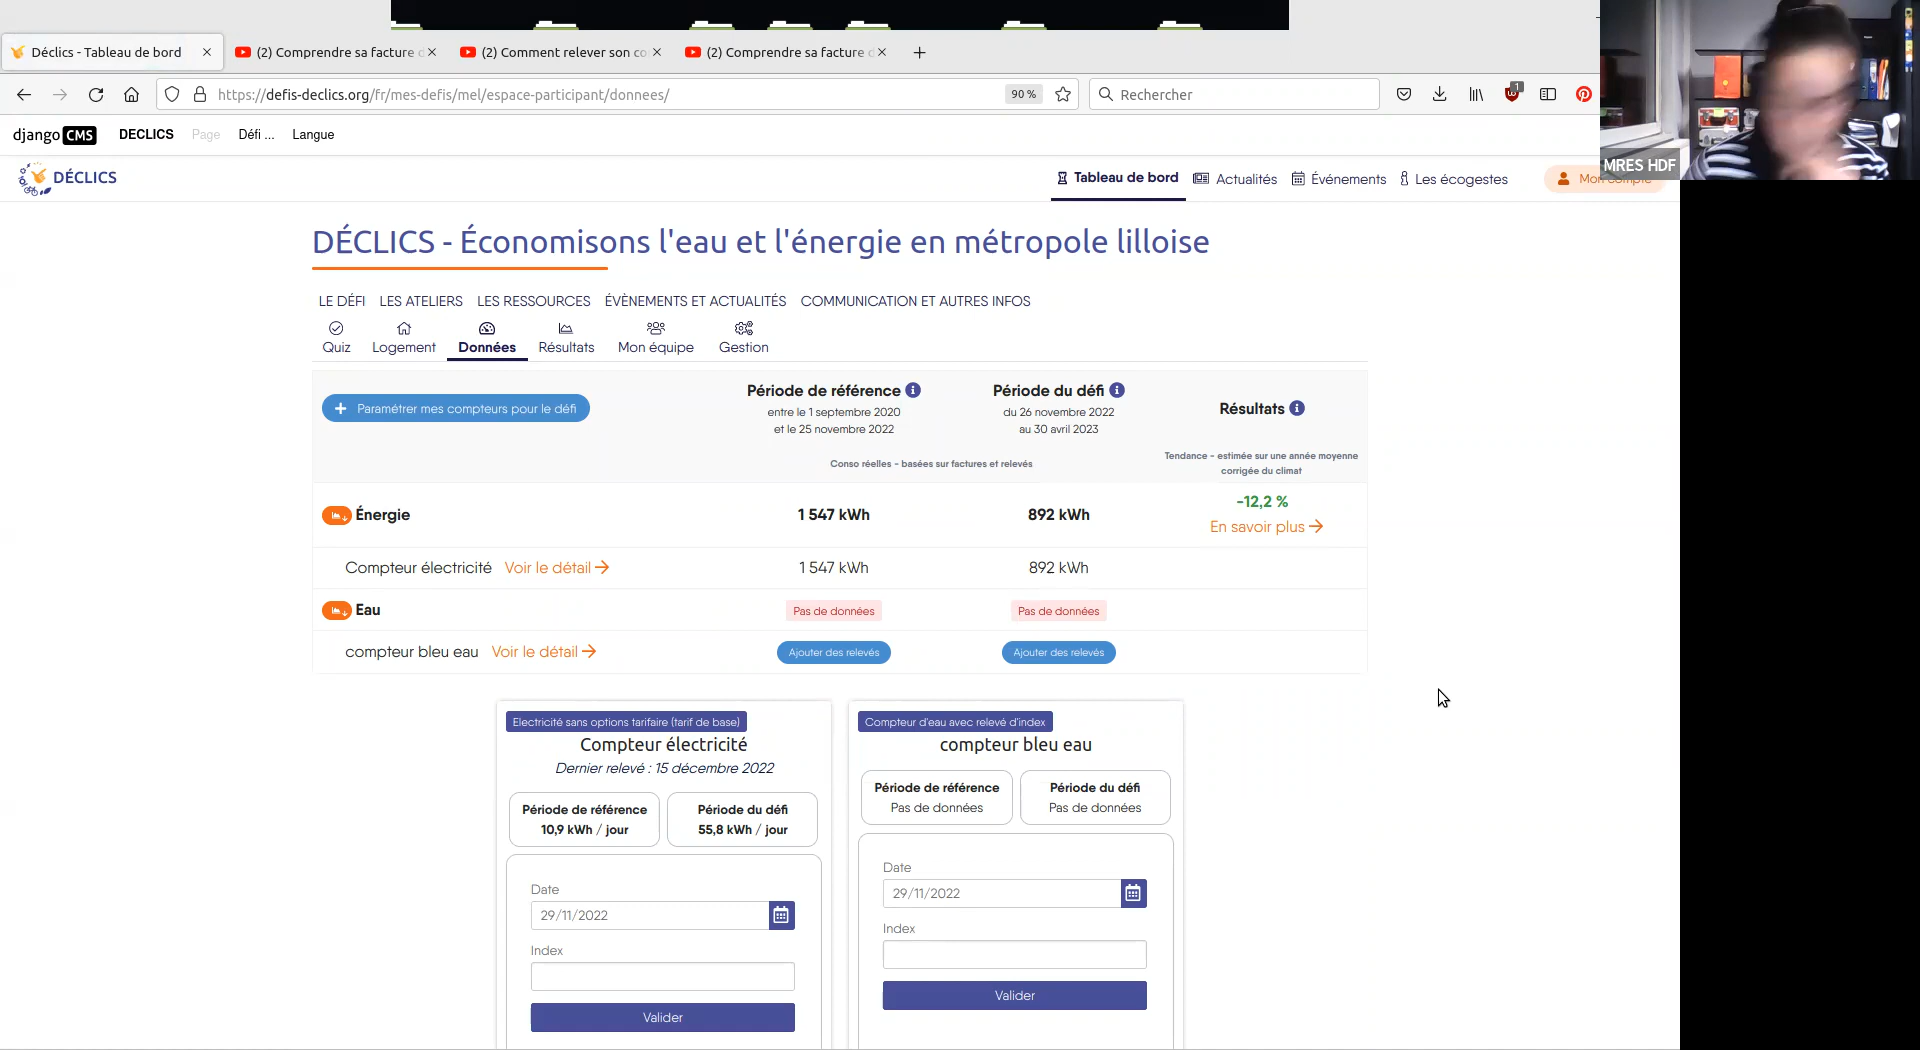 Déclics - Tableau de bord
(2) Comprendre sa facture
(2) Comment relever son co
(2) Comprendre sa facture
https://defis-declics.org/fr/mes-defis/mel/espace-participant/donnees/
90 %
Rechercher
1
django CMS DECLICS Page Défi ... Langue
MRES HDF
DÉCLICS
Tableau de bord Actualités Événements Les écogestes Mon compte
DÉCLICS - Économisons l'eau et l'énergie en métropole lilloise
LE DÉFI LES ATELIERS LES RESSOURCES ÉVÈNEMENTS ET ACTUALITÉS COMMUNICATION ET AUTRES INFOS
Quiz Logement Données Résultats Mon équipe Gestion
+ Paramétrer mes compteurs pour le défi
Période de référence
entre le 1 septembre 2020
et le 25 novembre 2022
Période du défi
du 26 novembre 2022
au 30 avril 2023
Résultats
Conso réelles - basées sur factures et relevés
Tendance - estimée sur une année moyenne
corrigée du climat
Énergie 1 547 kWh 892 kWh -12,2 %
En savoir plus →
Compteur électricité Voir le détail → 1 547 kWh 892 kWh
Eau Pas de données Pas de données
compteur bleu eau Voir le détail → Ajouter des relevés Ajouter des relevés
Electricité sans options tarifaire (tarif de base)
Compteur électricité
Dernier relevé : 15 décembre 2022
Période de référence
10,9 kWh / jour
Période du défi
55,8 kWh / jour
Date
29/11/2022
Index
Valider
Compteur d'eau avec relevé d'index
compteur bleu eau
Période de référence
Pas de données
Période du défi
Pas de données
Date
29/11/2022
Index
Valider